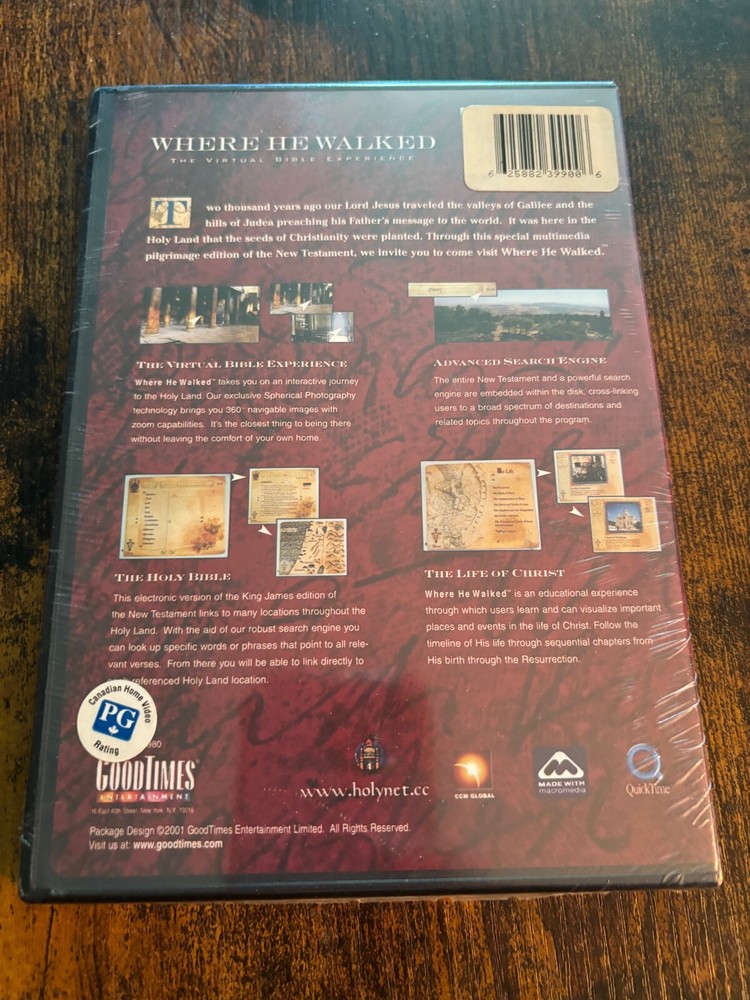 WHERE HE WALKED
THE VIRTUAL BIBLE EXPERIENCE
6 25882 39900 6
Two thousand years ago our Lord Jesus traveled the valleys of Galilee and the
hills of Judea preaching his Father's message to the world. It was here in the
Holy Land that the seeds of Christianity were planted. Through this special multimedia
pilgrimage edition of the New Testament, we invite you to come visit Where He Walked.™
THE VIRTUAL BIBLE EXPERIENCE
Where He Walked™ takes you on an interactive journey
to the Holy Land. Our exclusive Spherical Photography
technology brings you 360° navigable images with
zoom capabilities. It's the closest thing to being there
without leaving the comfort of your own home.
ADVANCED SEARCH ENGINE
The entire New Testament and a powerful search
engine are embedded within the disk, cross-linking
users to a broad spectrum of destinations and
related topics throughout the program.
THE HOLY BIBLE
This electronic version of the King James edition of
the New Testament links to many locations throughout the
Holy Land. With the aid of our robust search engine you
can look up specific words or phrases that point to all rele-
vant verses. From there you will be able to link directly to
referenced Holy Land location.
THE LIFE OF CHRIST
Where He Walked™ is an educational experience
through which users learn and can visualize important
places and events in the life of Christ. Follow the
timeline of His life through sequential chapters from
His birth through the Resurrection.
Canadian Home Video
PG
Rating
980
GOODTIMES
ENTERTAINMENT
16 East 40th Street, New York, N.Y. 10016
www.holynet.cc
CCM GLOBAL
MADE WITH
macromedia
QuickTime
Package Design ©2001 GoodTimes Entertainment Limited. All Rights Reserved.
Visit us at: www.goodtimes.com